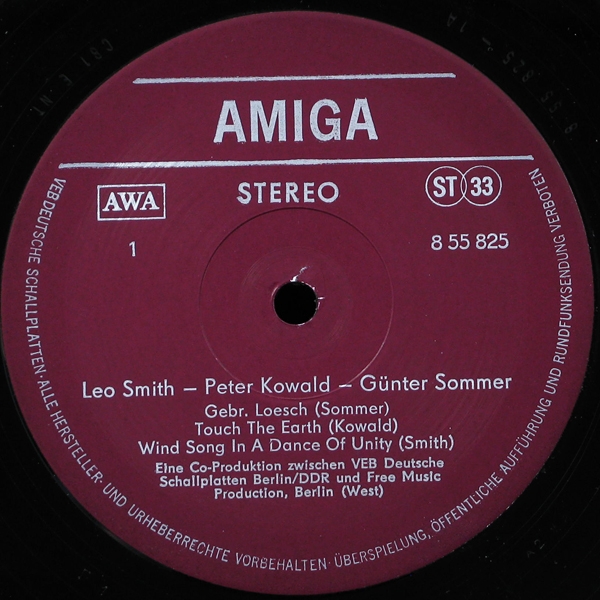 AMIGA
AWA
STEREO
ST 33
1
8 55 825
Leo Smith – Peter Kowald – Günter Sommer
Gebr. Loesch (Sommer)
Touch The Earth (Kowald)
Wind Song In A Dance Of Unity (Smith)
Eine Co-Produktion zwischen VEB Deutsche
Schallplatten Berlin/DDR und Free Music
Production, Berlin (West)
VEB DEUTSCHE SCHALLPLATTEN · ALLE HERSTELLER- UND URHEBERRECHTE VORBEHALTEN · ÜBERSPIELUNG, ÖFFENTLICHE AUFFÜHRUNG UND RUNDFUNKSENDUNG VERBOTEN